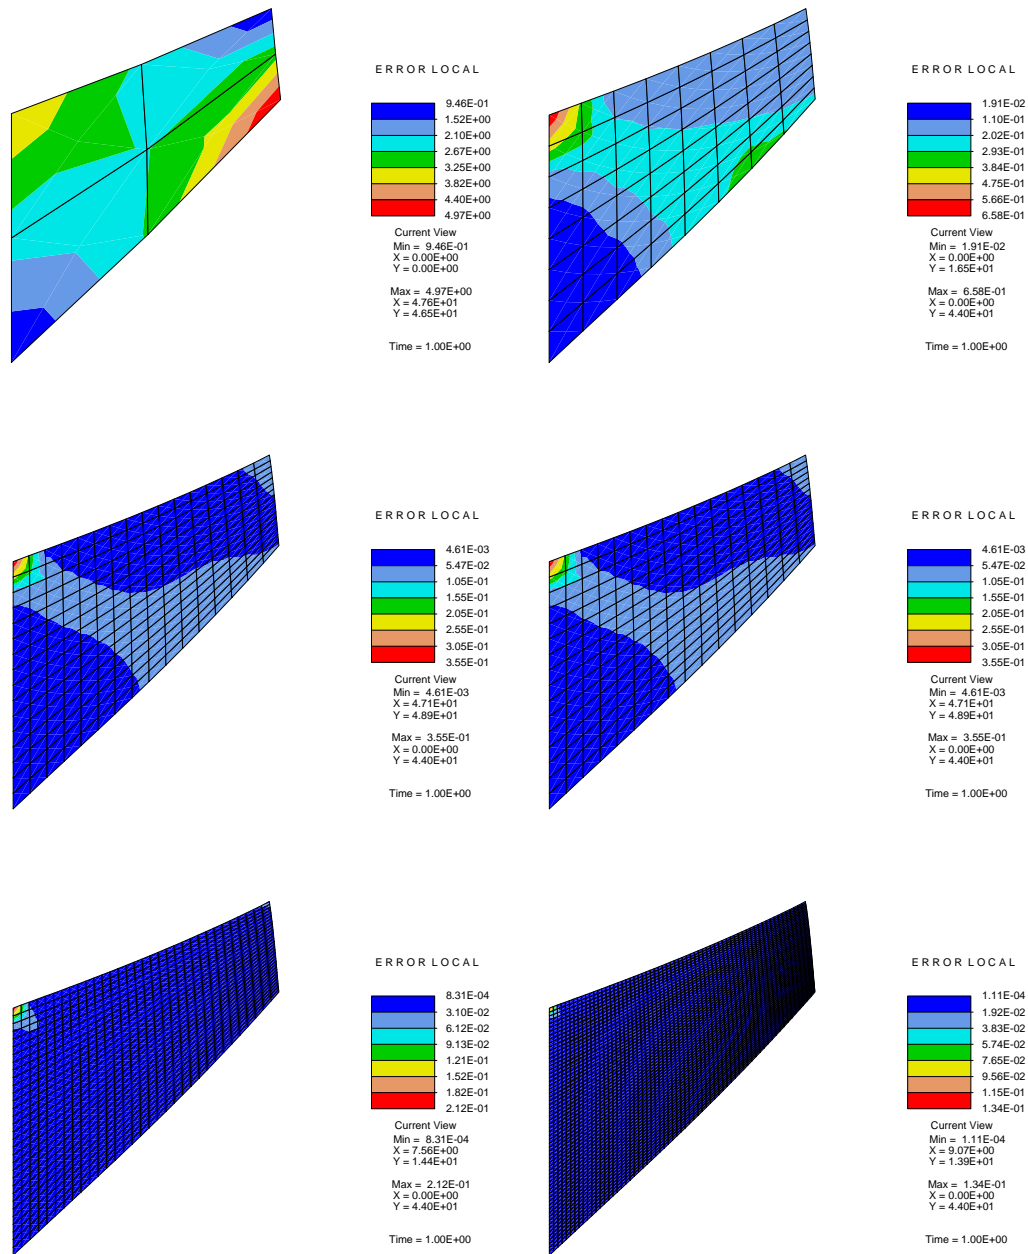 ERROR LOCAL
9.46E-01
1.52E+00
2.10E+00
2.67E+00
3.25E+00
3.82E+00
4.40E+00
4.97E+00
Current View
Min = 9.46E-01
X = 0.00E+00
Y = 0.00E+00
Max = 4.97E+00
X = 4.76E+01
Y = 4.65E+01
Time = 1.00E+00
ERROR LOCAL
1.91E-02
1.10E-01
2.02E-01
2.93E-01
3.84E-01
4.75E-01
5.66E-01
6.58E-01
Current View
Min = 1.91E-02
X = 0.00E+00
Y = 1.65E+01
Max = 6.58E-01
X = 0.00E+00
Y = 4.40E+01
Time = 1.00E+00
ERROR LOCAL
4.61E-03
5.47E-02
1.05E-01
1.55E-01
2.05E-01
2.55E-01
3.05E-01
3.55E-01
Current View
Min = 4.61E-03
X = 4.71E+01
Y = 4.89E+01
Max = 3.55E-01
X = 0.00E+00
Y = 4.40E+01
Time = 1.00E+00
ERROR LOCAL
4.61E-03
5.47E-02
1.05E-01
1.55E-01
2.05E-01
2.55E-01
3.05E-01
3.55E-01
Current View
Min = 4.61E-03
X = 4.71E+01
Y = 4.89E+01
Max = 3.55E-01
X = 0.00E+00
Y = 4.40E+01
Time = 1.00E+00
ERROR LOCAL
8.31E-04
3.10E-02
6.12E-02
9.13E-02
1.21E-01
1.52E-01
1.82E-01
2.12E-01
Current View
Min = 8.31E-04
X = 7.56E+00
Y = 1.44E+01
Max = 2.12E-01
X = 0.00E+00
Y = 4.40E+01
Time = 1.00E+00
ERROR LOCAL
1.11E-04
1.92E-02
3.83E-02
5.74E-02
7.65E-02
9.56E-02
1.15E-01
1.34E-01
Current View
Min = 1.11E-04
X = 9.07E+00
Y = 1.39E+01
Max = 1.34E-01
X = 0.00E+00
Y = 4.40E+01
Time = 1.00E+00